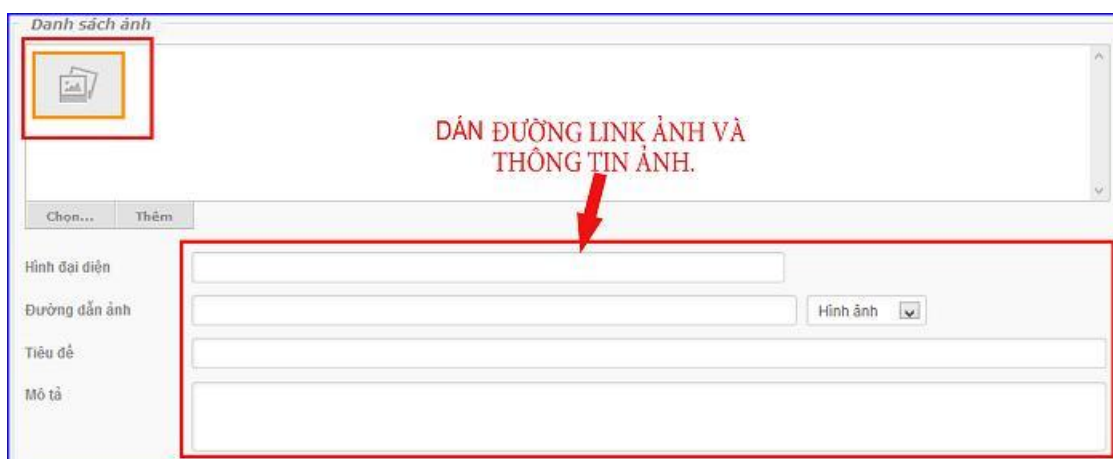 Danh sách ảnh
DÁN ĐƯỜNG LINK ẢNH VÀ
THÔNG TIN ẢNH.
Chọn... Thêm
Hình đại diện
Đường dẫn ảnh Hình ảnh
Tiêu đề
Mô tả